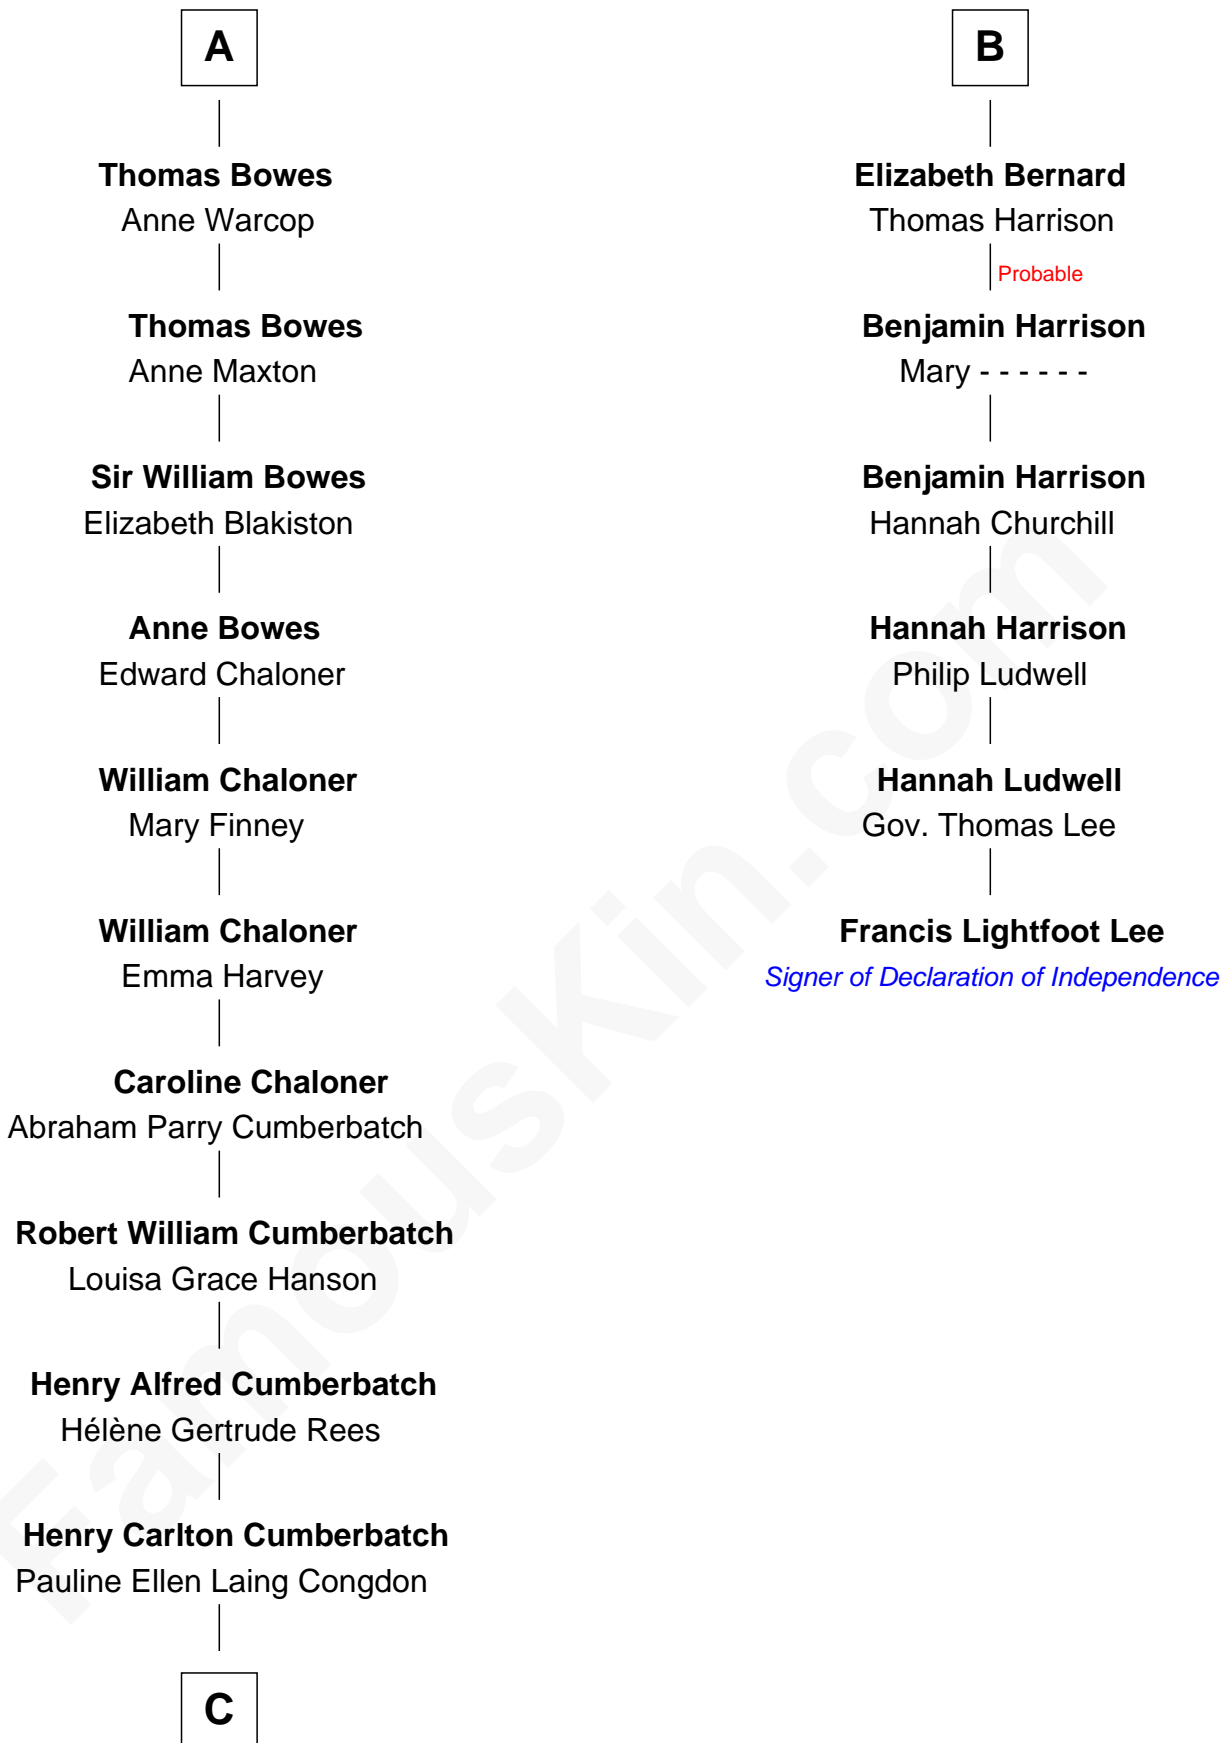 A
Thomas Bowes
Anne Warcop
Thomas Bowes
Anne Maxton
Sir William Bowes
Elizabeth Blakiston
Anne Bowes
Edward Chaloner
William Chaloner
Mary Finney
William Chaloner
Emma Harvey
Caroline Chaloner
Abraham Parry Cumberbatch
Robert William Cumberbatch
Louisa Grace Hanson
Henry Alfred Cumberbatch
Hélène Gertrude Rees
Henry Carlton Cumberbatch
Pauline Ellen Laing Congdon
C
B
Elizabeth Bernard
Thomas Harrison
Probable
Benjamin Harrison
Mary - - - - - -
Benjamin Harrison
Hannah Churchill
Hannah Harrison
Philip Ludwell
Hannah Ludwell
Gov. Thomas Lee
Francis Lightfoot Lee
Signer of Declaration of Independence
FamousKin.com